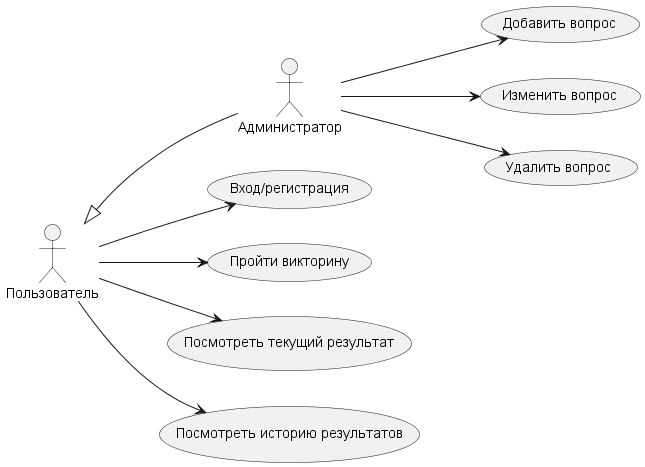 Добавить вопрос
Изменить вопрос
Администратор
Удалить вопрос
Вход/регистрация
Пройти викторину
Пользователь
Посмотреть текущий результат
Посмотреть историю результатов